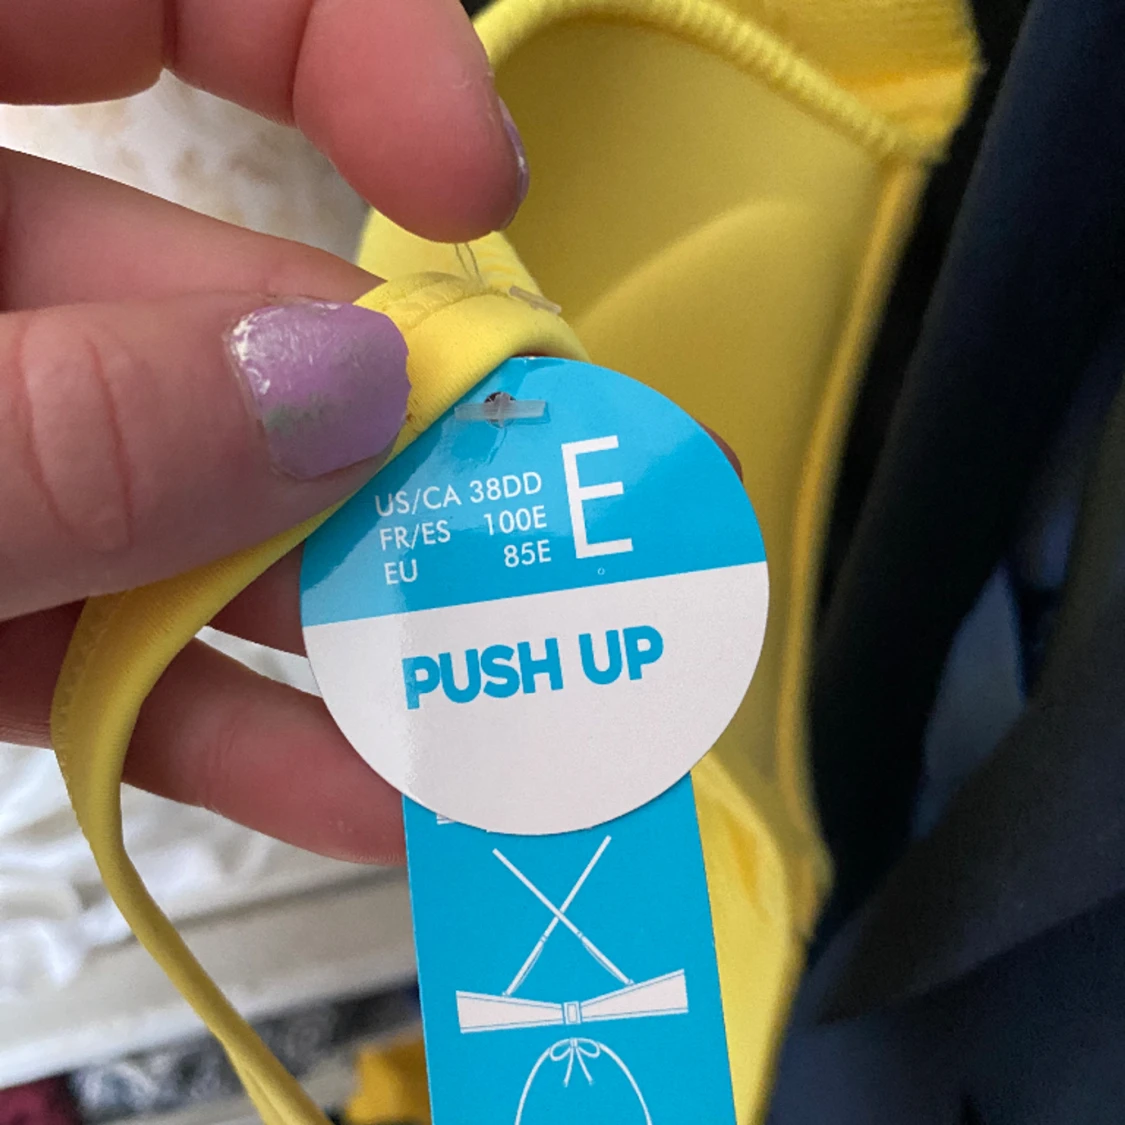 US/CA 38DD
FR/ES 100E
EU 85E
E
PUSH UP